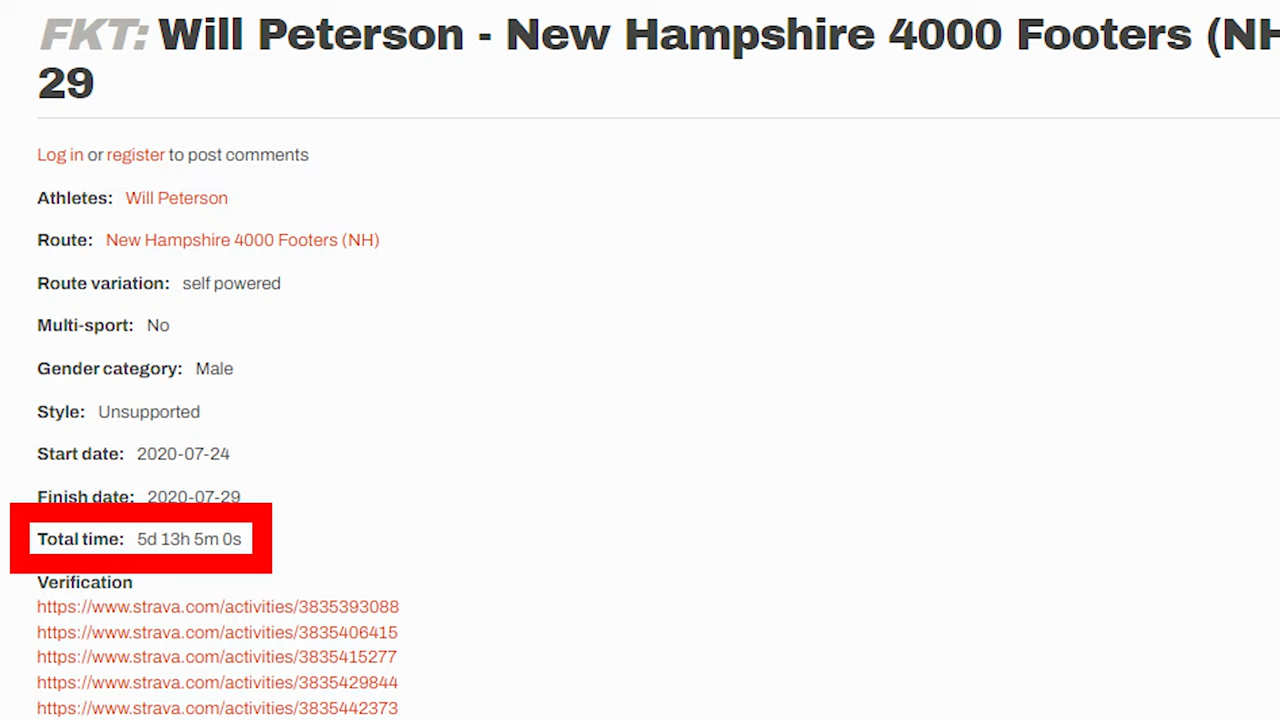 FKT: Will Peterson - New Hampshire 4000 Footers (NH
29
Log in or register to post comments
Athletes: Will Peterson
Route: New Hampshire 4000 Footers (NH)
Route variation: self powered
Multi-sport: No
Gender category: Male
Style: Unsupported
Start date: 2020-07-24
Finish date: 2020-07-29
Total time: 5d 13h 5m 0s
Verification
https://www.strava.com/activities/3835393088
https://www.strava.com/activities/3835406415
https://www.strava.com/activities/3835415277
https://www.strava.com/activities/3835429844
https://www.strava.com/activities/3835442373